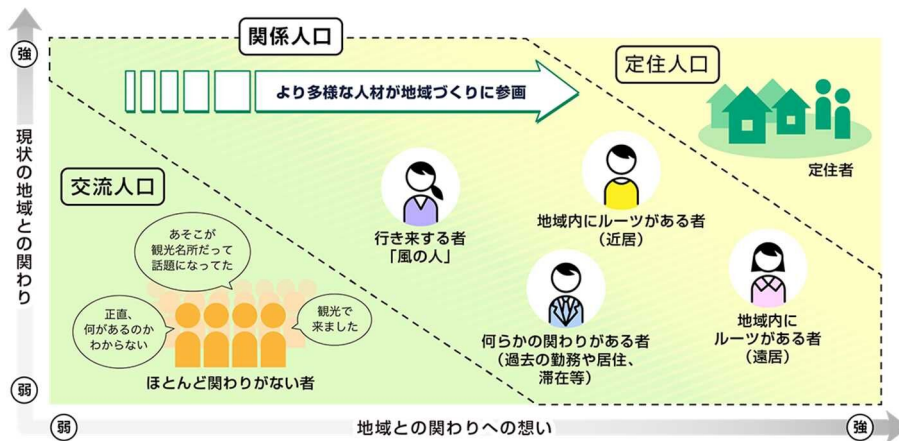 強
関係人口
定住人口
より多様な人材が地域づくりに参画
定住者
現状の地域との関わり
交流人口
あそこが
観光名所だって
話題になってた
正直、
何があるのか
わからない
観光で
来ました
ほとんど関わりがない者
行き来する者
「風の人」
地域内にルーツがある者
（近居）
何らかの関わりがある者
（過去の勤務や居住、
滞在等）
地域内に
ルーツがある者
（遠居）
弱
弱
地域との関わりへの想い
強